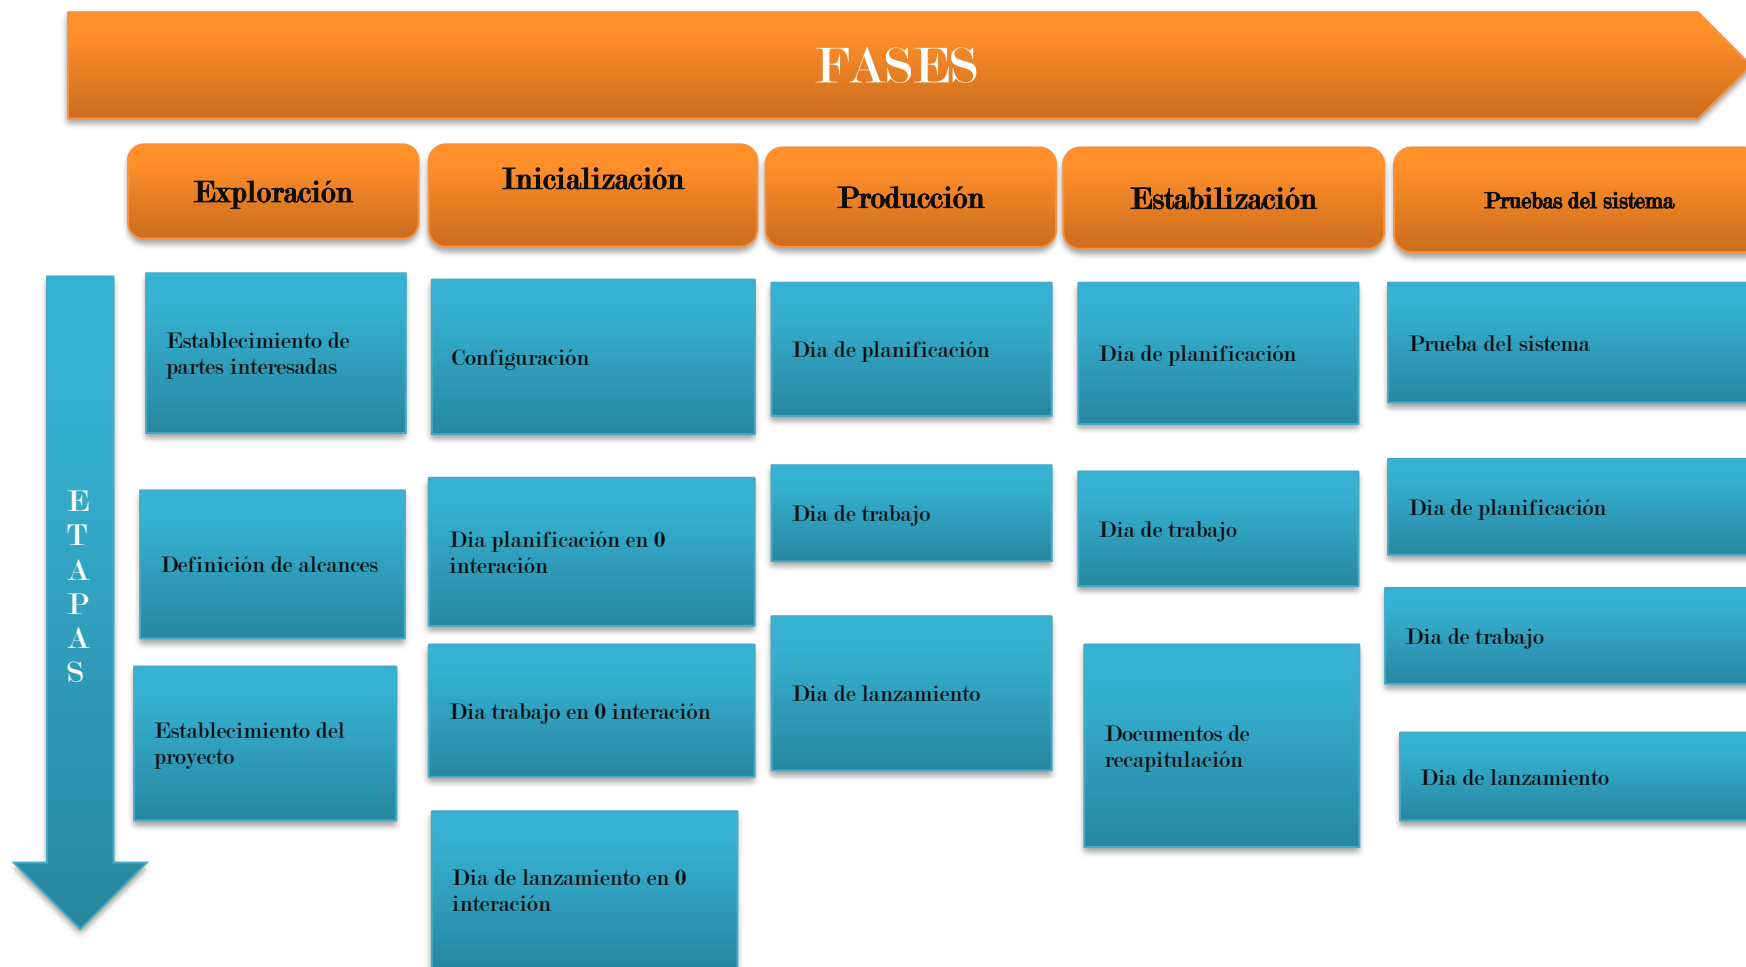 FASES
Exploración
Inicialización
Producción
Estabilización
Pruebas del sistema
E
T
A
P
A
S
Establecimiento de
partes interesadas
Definición de alcances
Establecimiento del
proyecto
Configuración
Dia planificación en 0
interación
Dia trabajo en 0 interación
Dia de lanzamiento en 0
interación
Dia de planificación
Dia de trabajo
Dia de lanzamiento
Dia de planificación
Dia de trabajo
Documentos de
recapitulación
Prueba del sistema
Dia de planificación
Dia de trabajo
Dia de lanzamiento